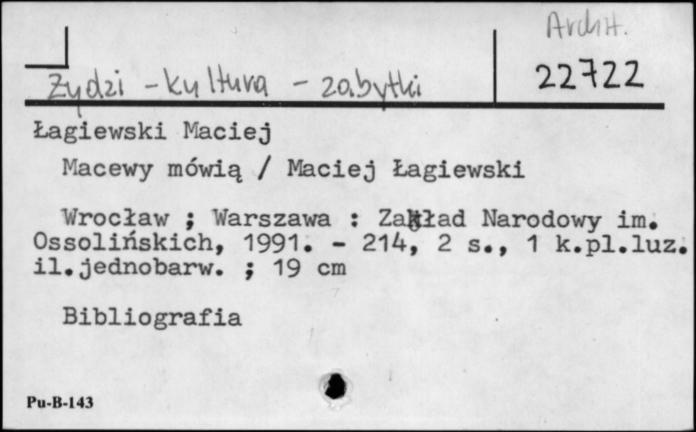 Archit.
Żydzi - kultura - zabytki
22722
Łagiewski Maciej
Macewy mówią / Maciej Łagiewski
Wrocław ; Warszawa : Zakład Narodowy im.
Ossolińskich, 1991. - 214, 2 s., 1 k.pl.luz.
il.jednobarw. ; 19 cm
Bibliografia
Pu-B-143